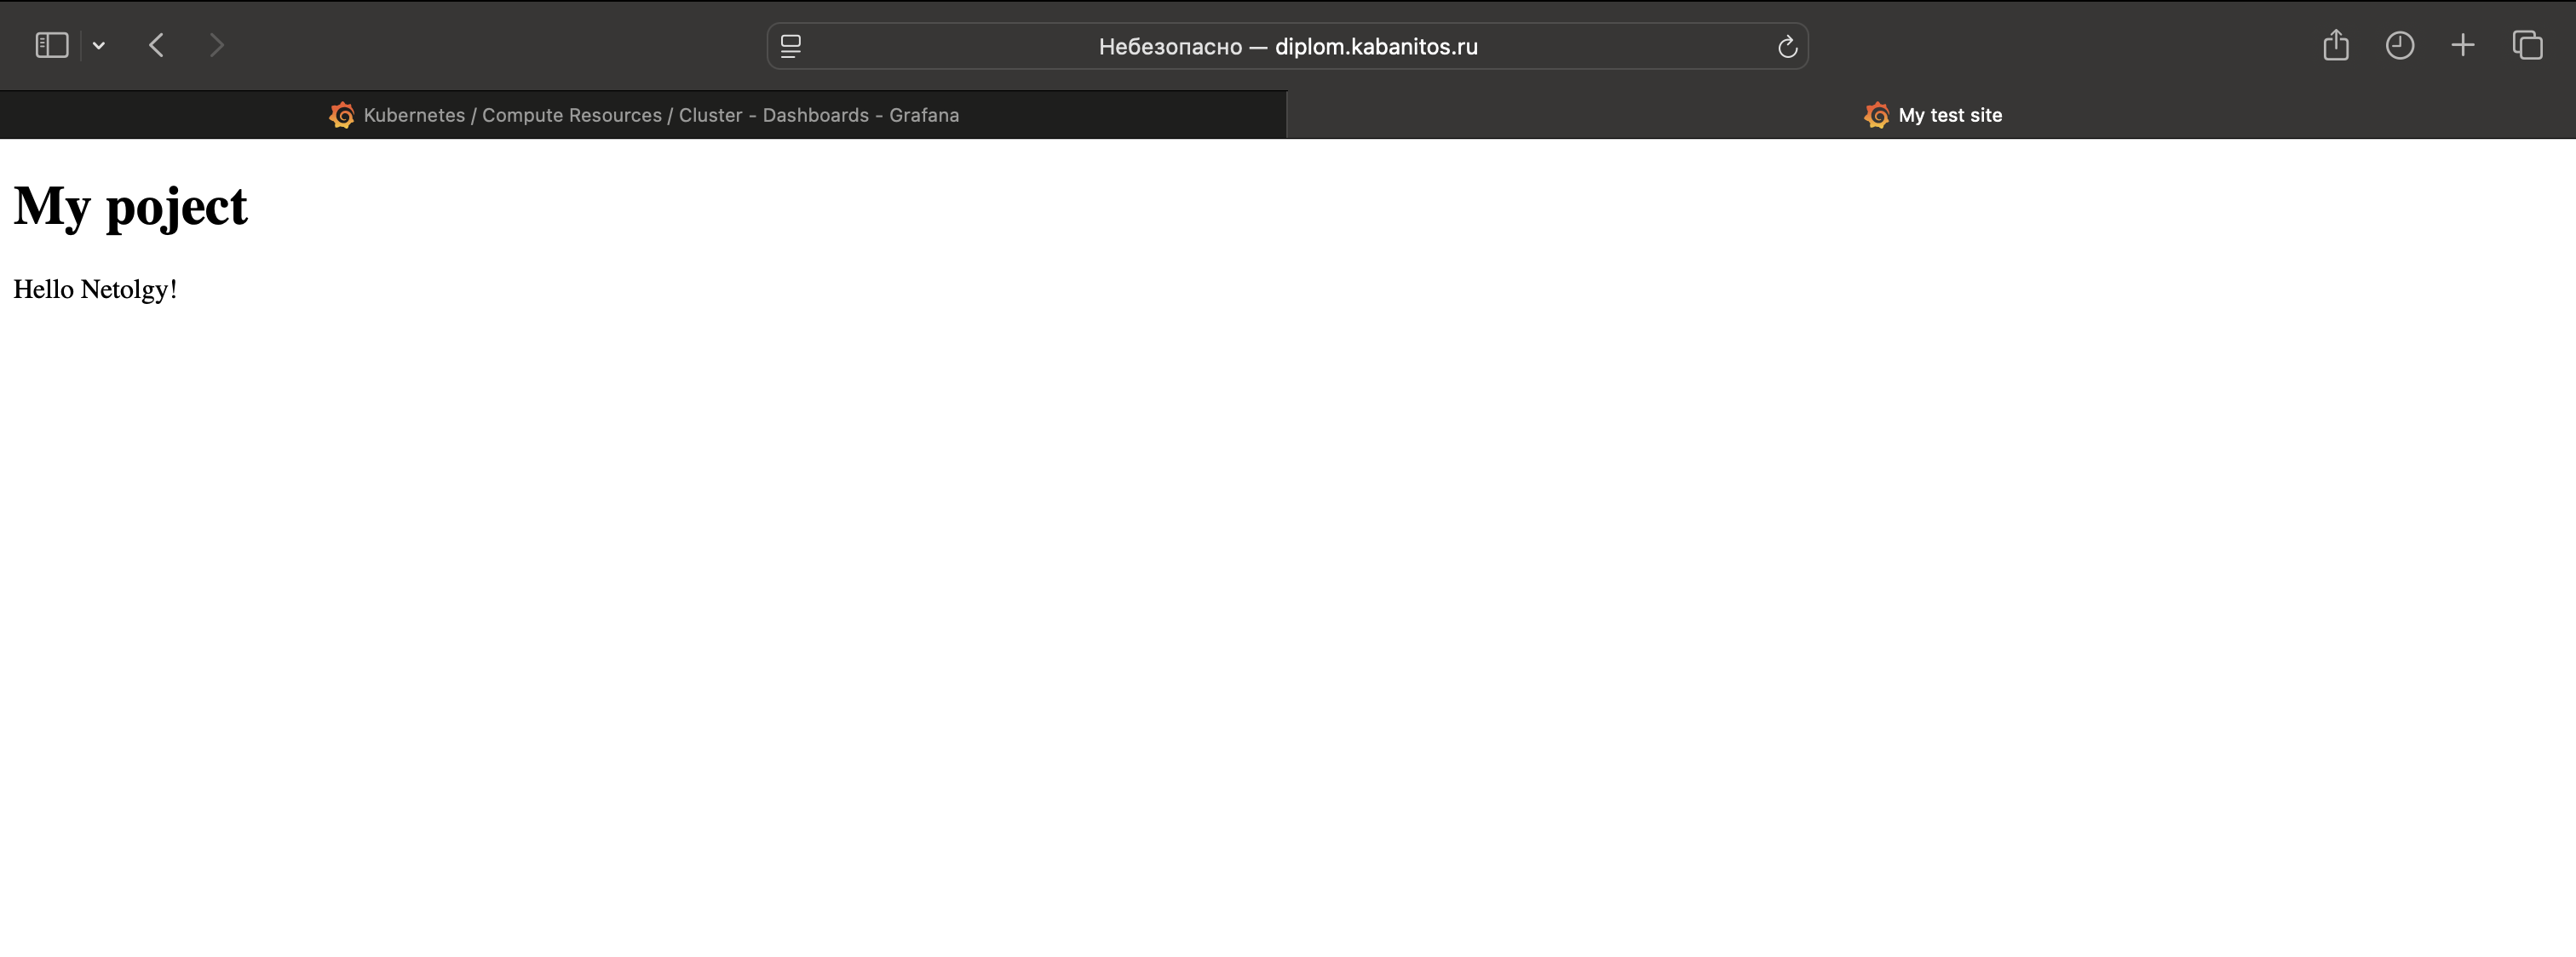 Небезопасно — diplom.kabanitos.ru
Kubernetes / Compute Resources / Cluster - Dashboards - Grafana
My test site
My poject
Hello Netolgy!